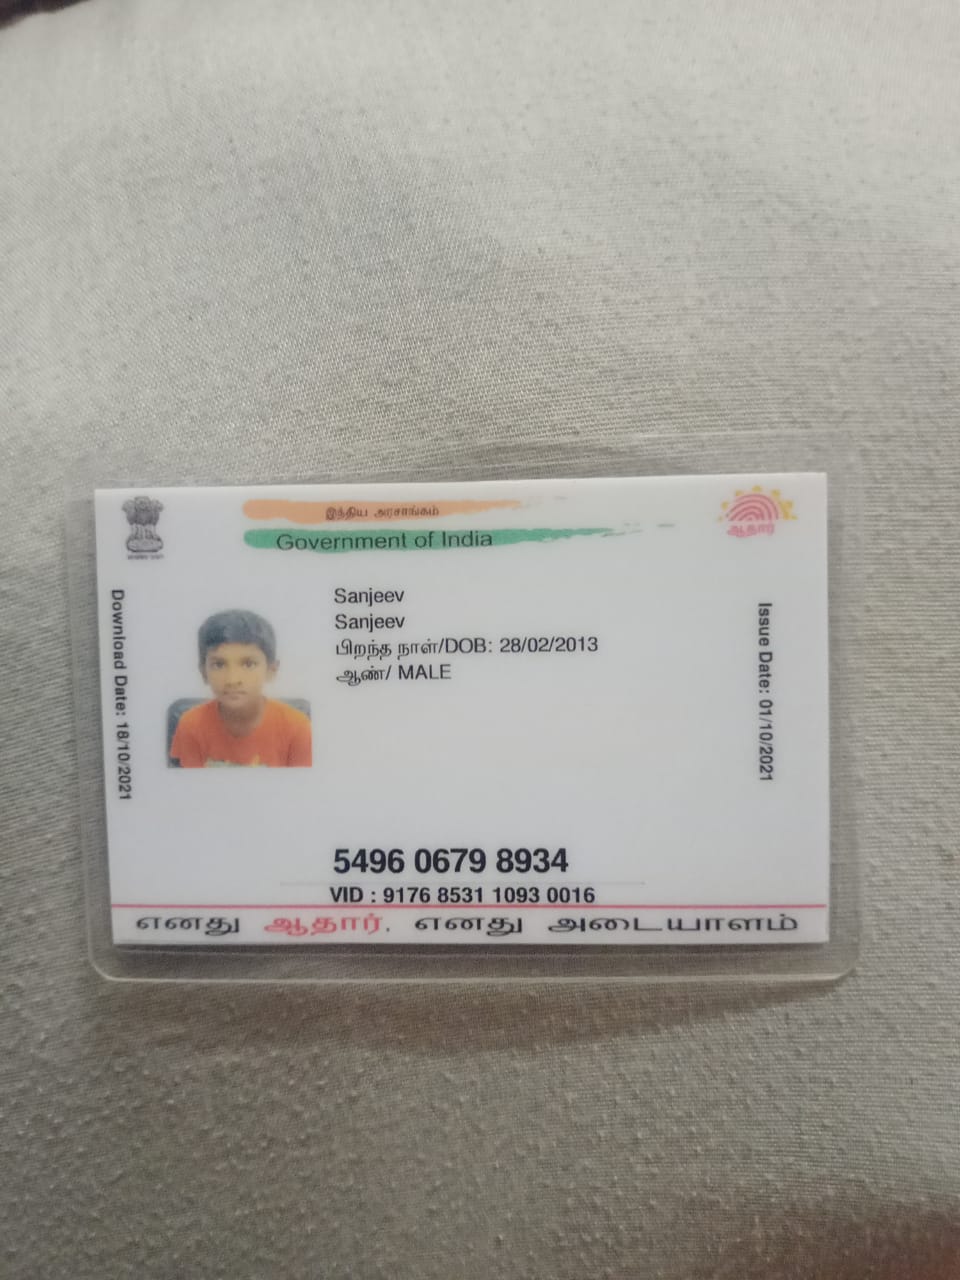 இந்திய அரசாங்கம்
Government of India
ஆதார்
Download Date: 18/10/2021
Sanjeev
Sanjeev
பிறந்த நாள்/DOB: 28/02/2013
ஆண்/ MALE
Issue Date: 01/10/2021
5496 0679 8934
VID : 9176 8531 1093 0016
எனது ஆதார், எனது அடையாளம்